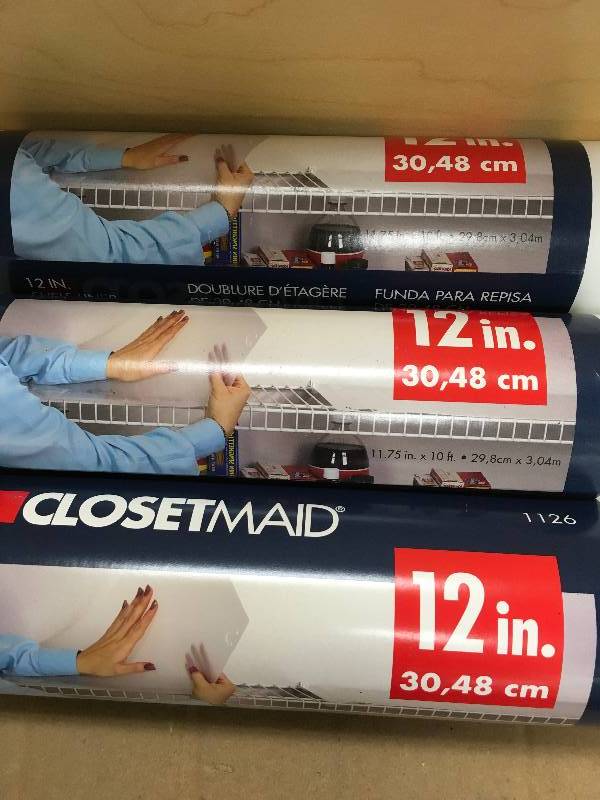 12 in.
30,48 cm
11.75 in. x 10 ft. • 29,8cm x 3,04m
12 IN.
DOUBLURE D'ÉTAGÈRE
FUNDA PARA REPISA
12 in.
30,48 cm
11.75 in. x 10 ft. • 29,8cm x 3,04m
CLOSETMAID®
1126
12 in.
30,48 cm